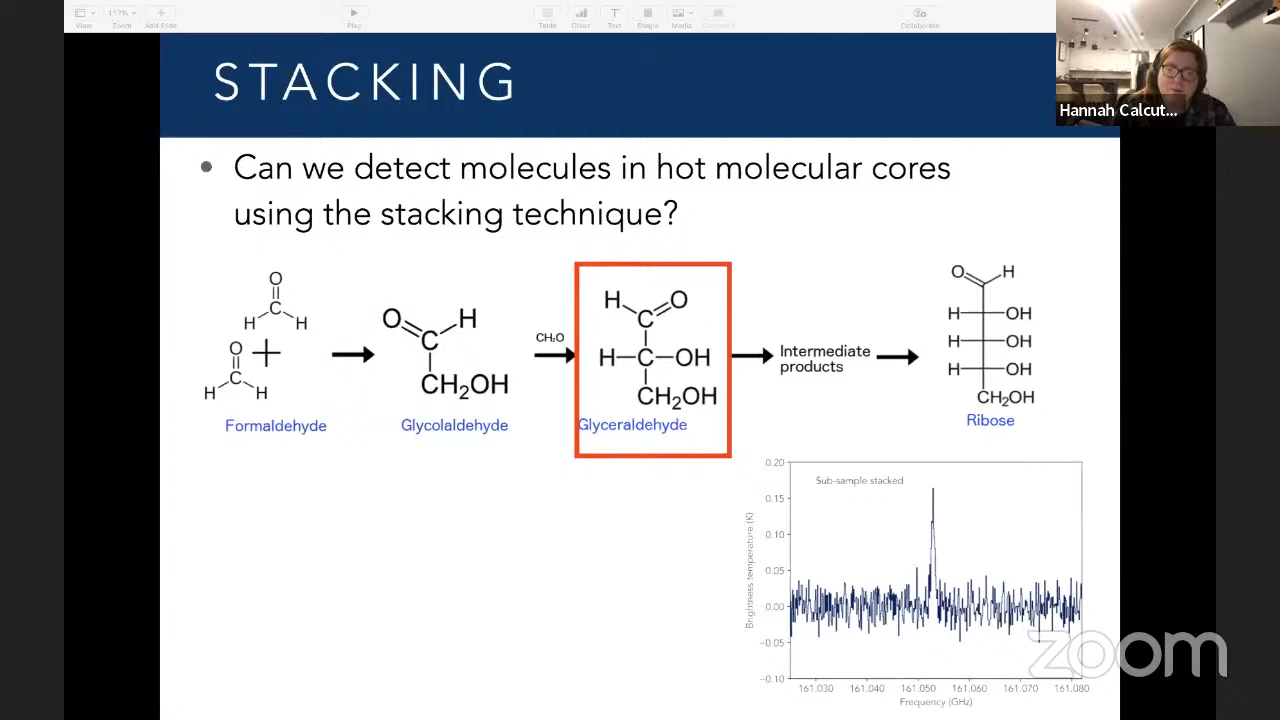 View
Zoom
Add Slide
Play
Table
Chart
Text
Shape
Media
Comment
Collaborate
Hannah Calcut...
STACKING
• Can we detect molecules in hot molecular cores
using the stacking technique?
O
H H
+
O
H H
Formaldehyde
O H
C
CH₂OH
Glycolaldehyde
CH₂O
H O
C
H—C—OH
CH₂OH
Glyceraldehyde
Intermediate
products
O H
H OH
H OH
H OH
CH₂OH
Ribose
Sub-sample stacked
Brightness temperature (K)
0.20
0.15
0.10
0.05
0.00
−0.05
−0.10
161.030 161.040 161.050 161.060 161.070 161.080
Frequency (GHz)
zoom